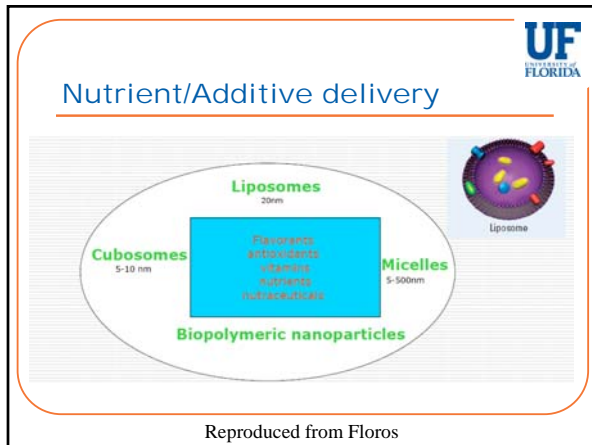 UF
UNIVERSITY of
FLORIDA
Nutrient/Additive delivery
Liposomes
20nm
Liposome
Flavorants
antioxidants
vitamins
nutrients
nutraceuticals
Cubosomes
5-10 nm
Micelles
5-500nm
Biopolymeric nanoparticles
Reproduced from Floros